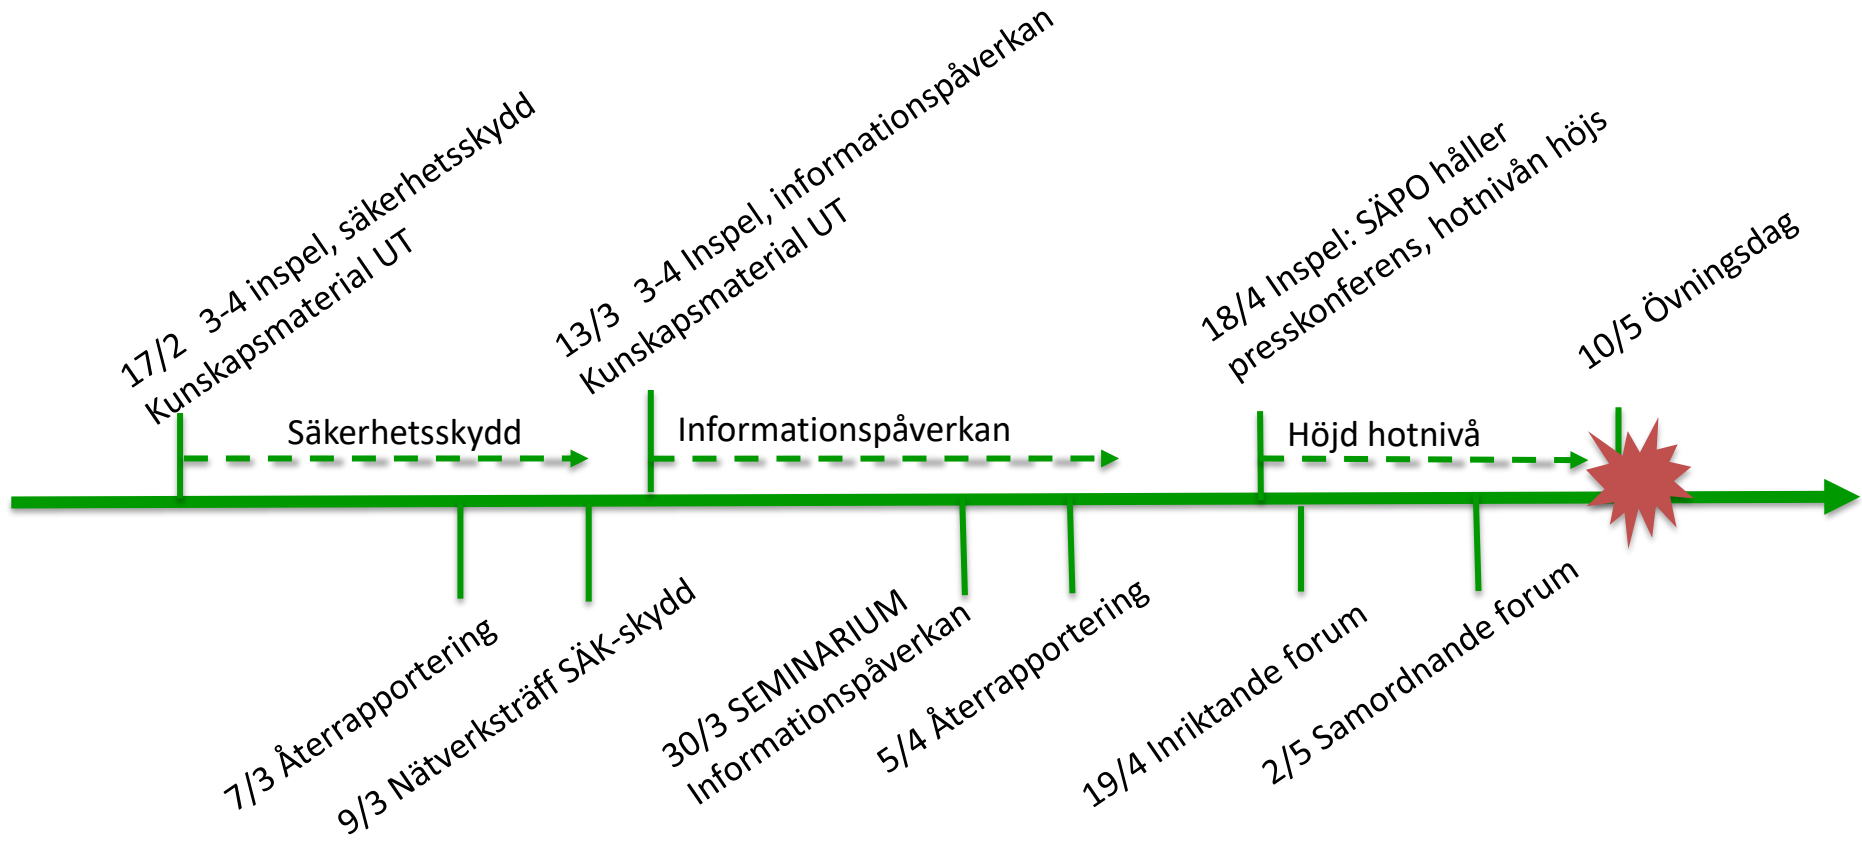 17/2 3-4 inspel, säkerhetsskydd
Kunskapsmaterial UT
13/3 3-4 Inspel, informationspåverkan
Kunskapsmaterial UT
18/4 Inspel: SÄPO håller
presskonferens, hotnivån höjs
10/5 Övningsdag
Säkerhetsskydd
Informationspåverkan
Höjd hotnivå
7/3 Återrapportering
9/3 Nätverksträff SÄK-skydd
30/3 SEMINARIUM
Informationspåverkan
5/4 Återrapportering
19/4 Inriktande forum
2/5 Samordnande forum